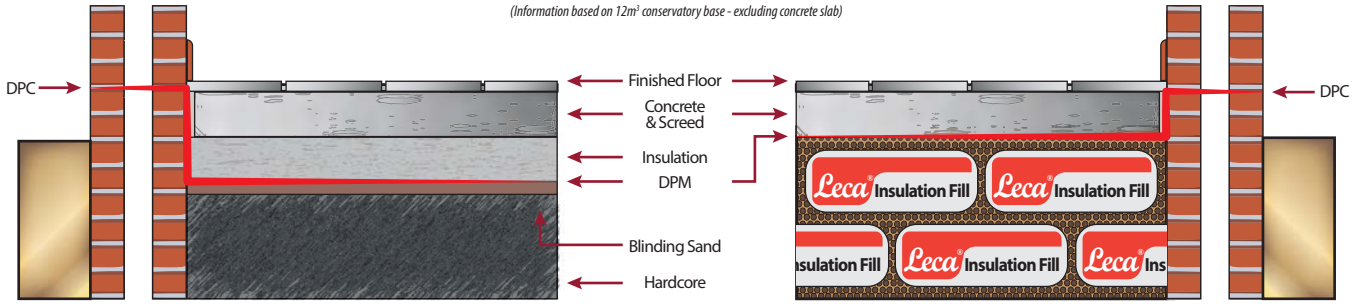 (Information based on 12m³ conservatory base - excluding concrete slab)
DPC
Finished Floor
DPC
Concrete
& Screed
Insulation
DPM
Leca® Insulation Fill
Leca® Insulation Fill
Blinding Sand
nsulation Fill
Leca® Insulation Fill
Leca® Ins
Hardcore